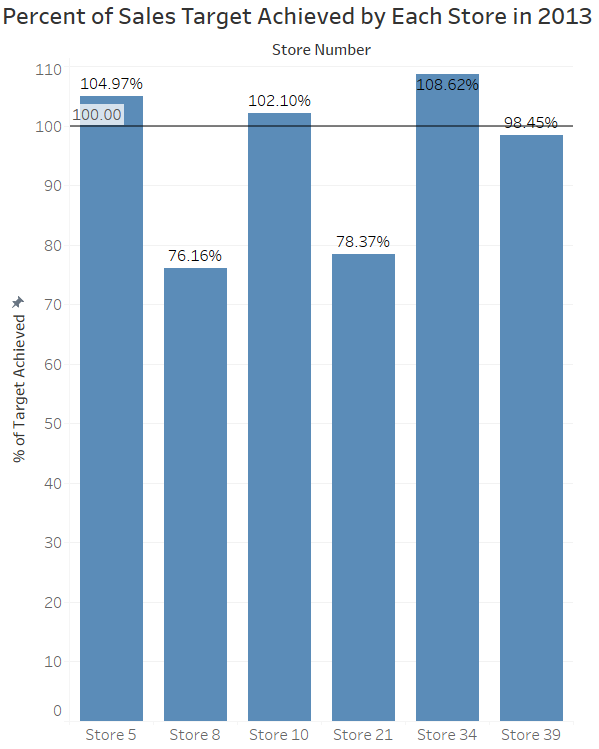 Percent of Sales Target Achieved by Each Store in 2013
Store Number
110
104.97%
108.62%
102.10%
100.00
98.45%
100
90
80
78.37%
76.16%
70
60
% of Target Achieved
50
40
30
20
10
0
Store 5
Store 8
Store 10
Store 21
Store 34
Store 39